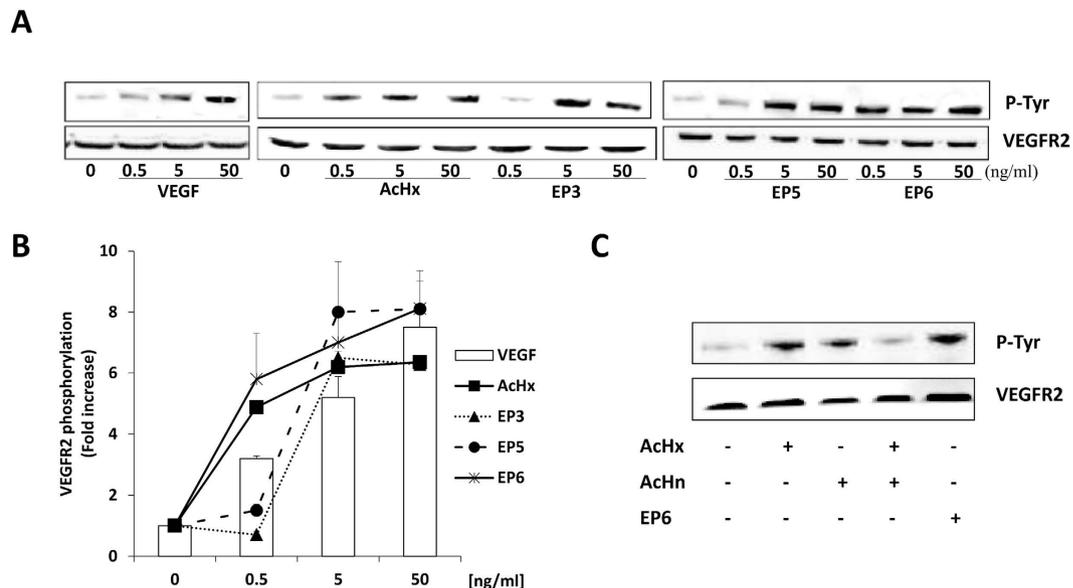 A
P-Tyr
VEGFR2
0 0.5 5 50 0 0.5 5 50 0.5 5 50 0 0.5 5 50 0.5 5 50 (ng/ml)
VEGF AcHx EP3 EP5 EP6
B
VEGFR2 phosphorylation
(Fold increase)
10
8
6
4
2
0
0 0.5 5 50 [ng/ml]
VEGF
AcHx
EP3
EP5
EP6
C
P-Tyr
VEGFR2
AcHx - + - + -
AcHn - - + + -
EP6 - - - - +